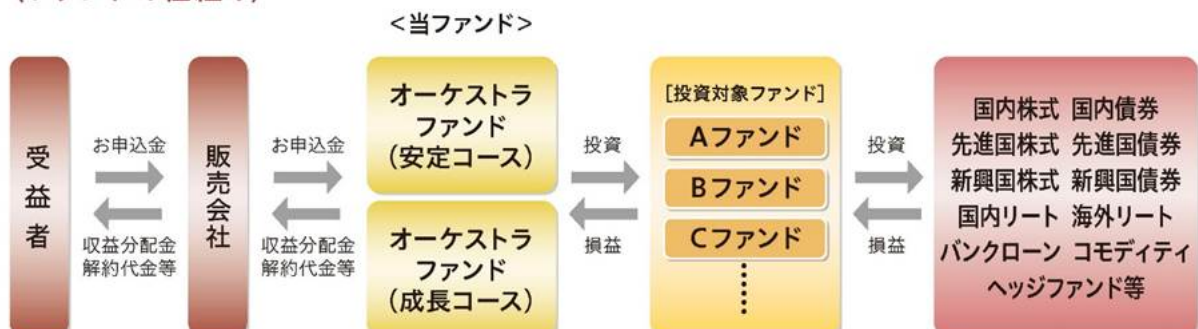 <当ファンド>
受益者
お申込金
収益分配金
解約代金等
販売会社
お申込金
収益分配金
解約代金等
オーケストラ
ファンド
(安定コース)
オーケストラ
ファンド
(成長コース)
投資
損益
[投資対象ファンド]
Aファンド
Bファンド
Cファンド
投資
損益
国内株式 国内債券
先進国株式 先進国債券
新興国株式 新興国債券
国内リート 海外リート
バンクローン コモディティ
ヘッジファンド等